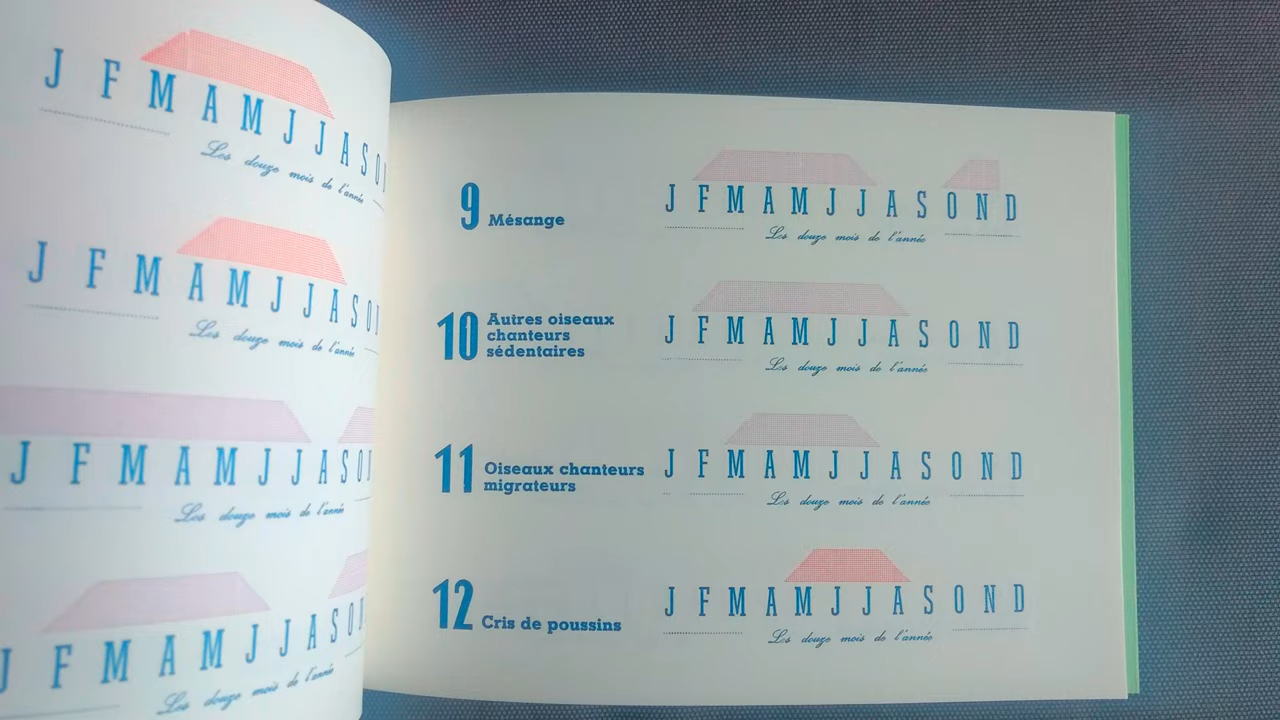 J F M A M J J A S O
Les douze mois de l'année
J F M A M J J A S O
Les douze mois de l'année
J F M A M J J A S O
Les douze mois de l'année
J F M A M J J A S O
Les douze mois de l'année
9 Mésange
J F M A M J J A S O N D
Les douze mois de l'année
10 Autres oiseaux
chanteurs
sédentaires
J F M A M J J A S O N D
Les douze mois de l'année
11 Oiseaux chanteurs
migrateurs
J F M A M J J A S O N D
Les douze mois de l'année
12 Cris de poussins
J F M A M J J A S O N D
Les douze mois de l'année